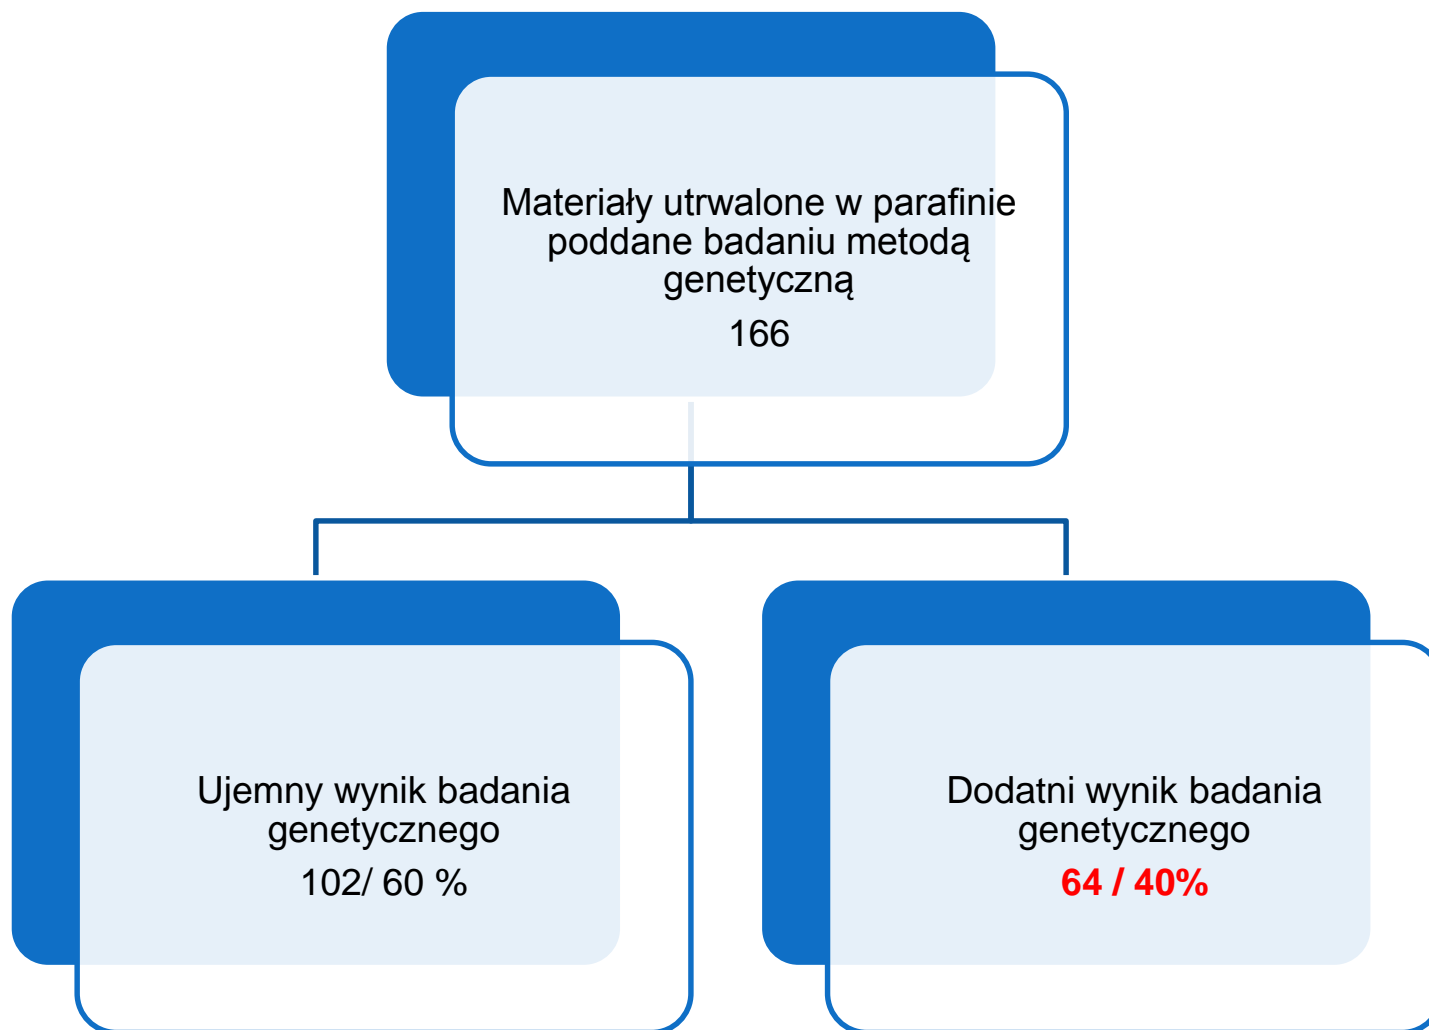 Materiały utrwalone w parafinie
poddane badaniu metodą
genetyczną
166
Ujemny wynik badania
genetycznego
102/ 60 %
Dodatni wynik badania
genetycznego
64 / 40%